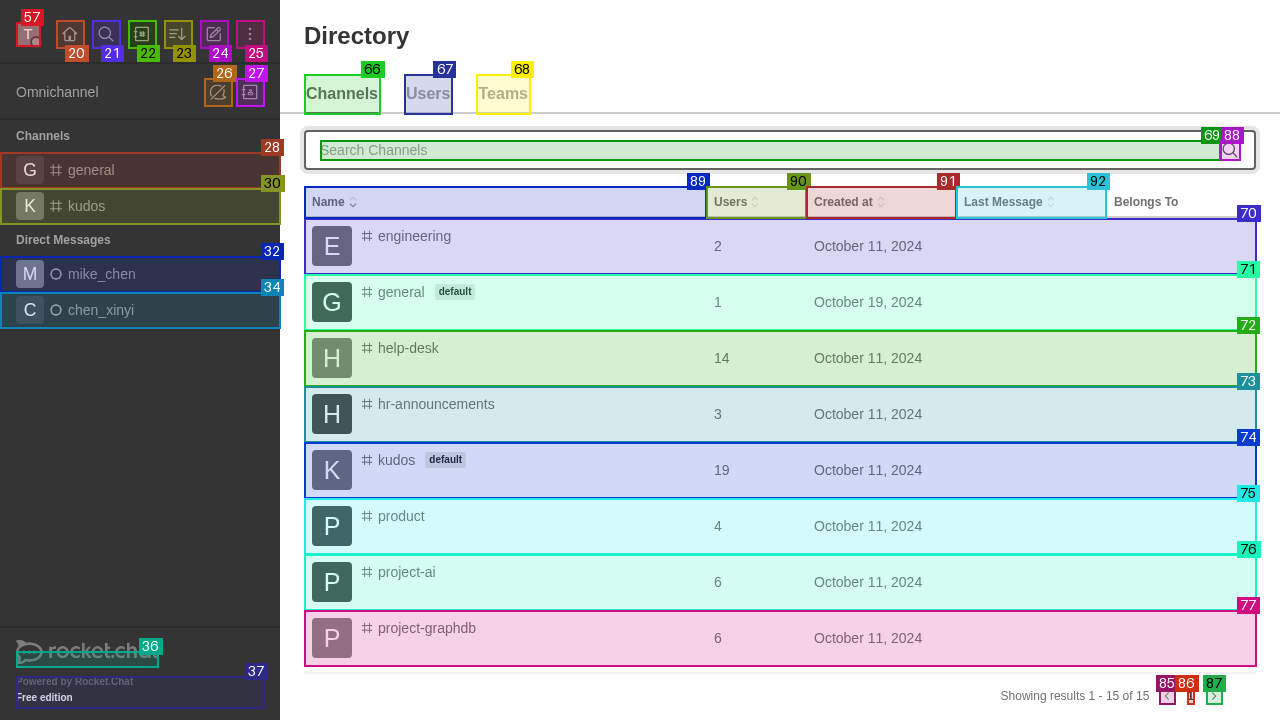 57
T
20
21
22
23
24
25
Omnichannel
26
27
Channels
28
G general
30
K kudos
Direct Messages
32
M mike_chen
34
C chen_xinyi
36
rocket.chat
37
Powered by Rocket.Chat
Free edition
Directory
66
67
68
Channels
Users
Teams
69
88
Search Channels
89
90
91
92
Name
Users
Created at
Last Message
Belongs To
70
E engineering 2 October 11, 2024
71
G general default 1 October 19, 2024
72
H help-desk 14 October 11, 2024
73
H hr-announcements 3 October 11, 2024
74
K kudos default 19 October 11, 2024
75
P product 4 October 11, 2024
76
P project-ai 6 October 11, 2024
77
P project-graphdb 6 October 11, 2024
85
86
87
Showing results 1 - 15 of 15
1